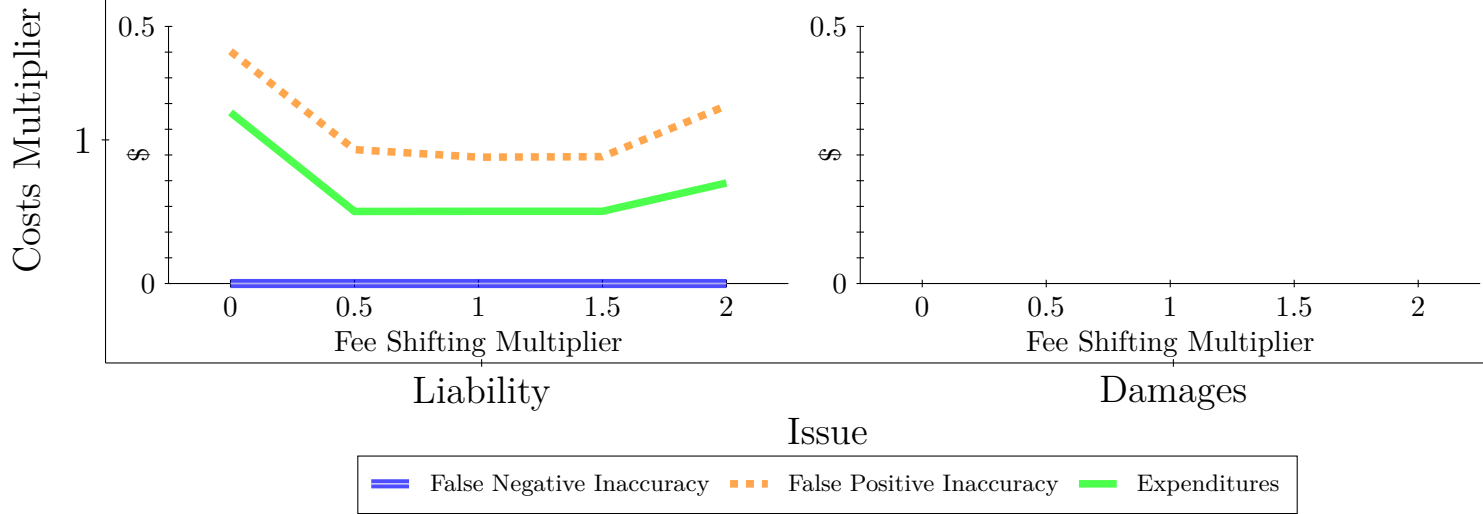 Costs Multiplier
1
0.5
$
0
0 0.5 1 1.5 2
Fee Shifting Multiplier
0.5
$
0
0 0.5 1 1.5 2
Fee Shifting Multiplier
Liability
Damages
Issue
False Negative Inaccuracy False Positive Inaccuracy Expenditures